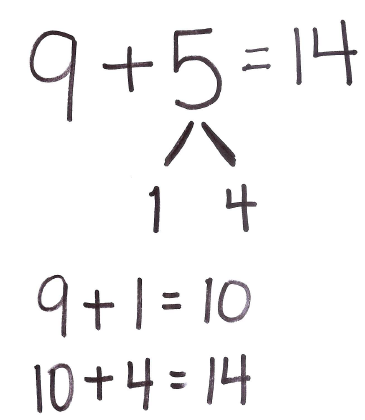 9 + 5 = 14
1 4
9 + 1 = 10
10 + 4 = 14